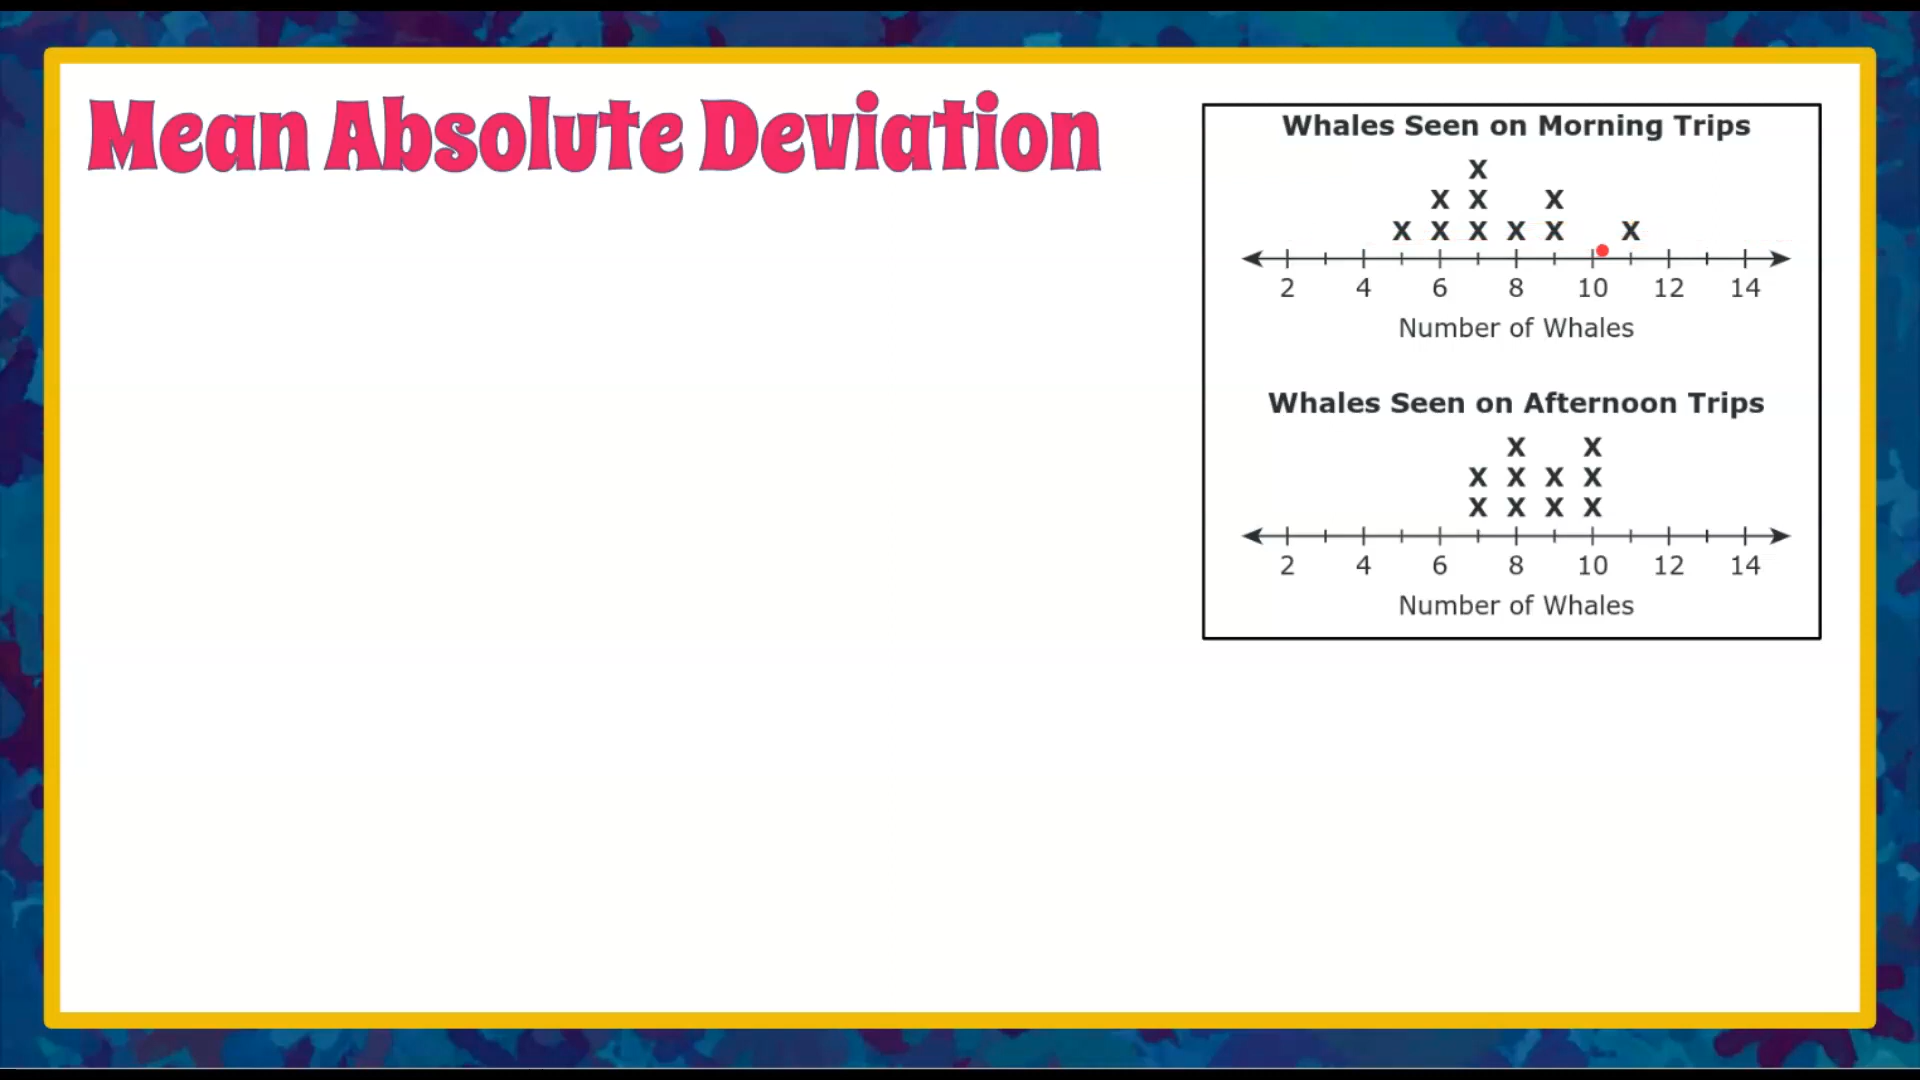 Mean Absolute Deviation
Whales Seen on Morning Trips
X
X X X
X X X X X X
2 4 6 8 10 12 14
Number of Whales
Whales Seen on Afternoon Trips
X X
X X X X
X X X X
2 4 6 8 10 12 14
Number of Whales